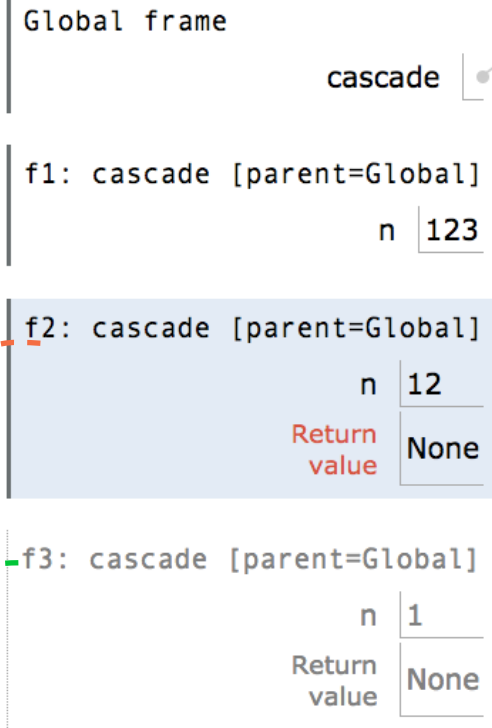 Global frame
cascade
f1: cascade [parent=Global]
n 123
f2: cascade [parent=Global]
n 12
Return
value None
f3: cascade [parent=Global]
n 1
Return
value None